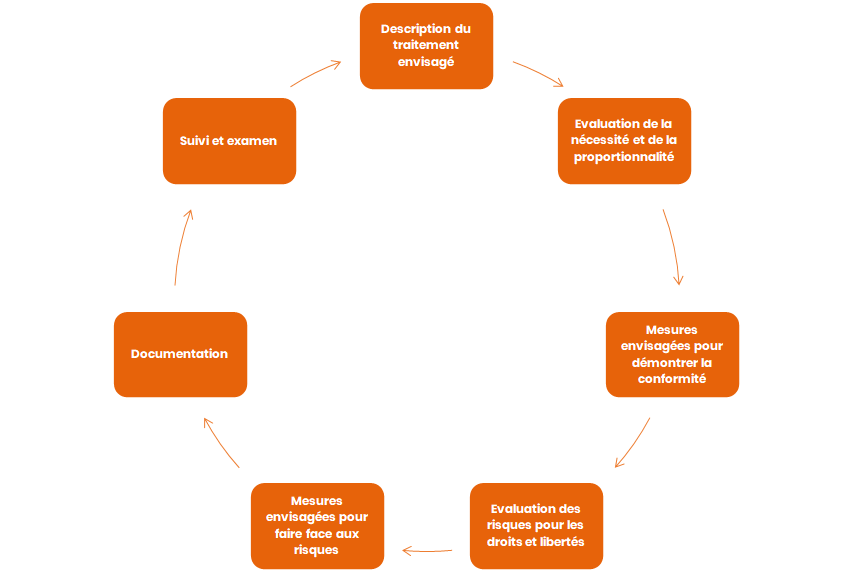 Description du
traitement
envisagé
Evaluation de la
nécessité et de la
proportionnalité
Mesures
envisagées pour
démontrer la
conformité
Evaluation des
risques pour les
droits et libertés
Mesures
envisagées pour
faire face aux
risques
Documentation
Suivi et examen